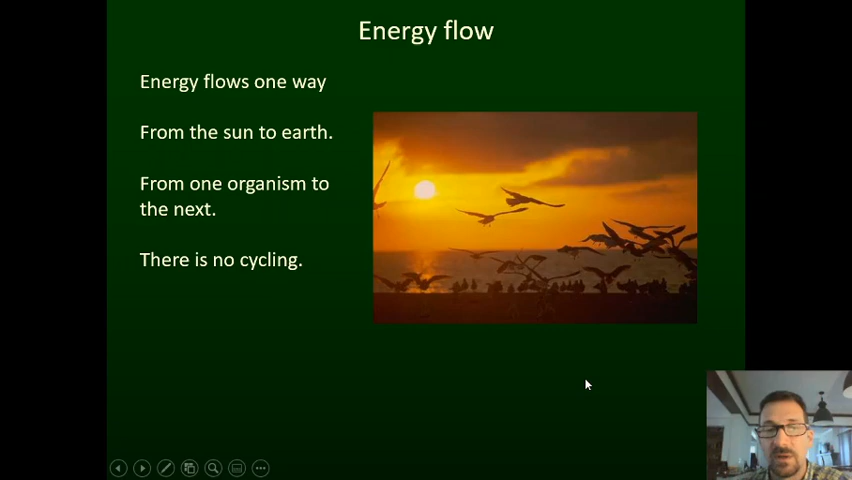 Energy flow
Energy flows one way
From the sun to earth.
From one organism to
the next.
There is no cycling.